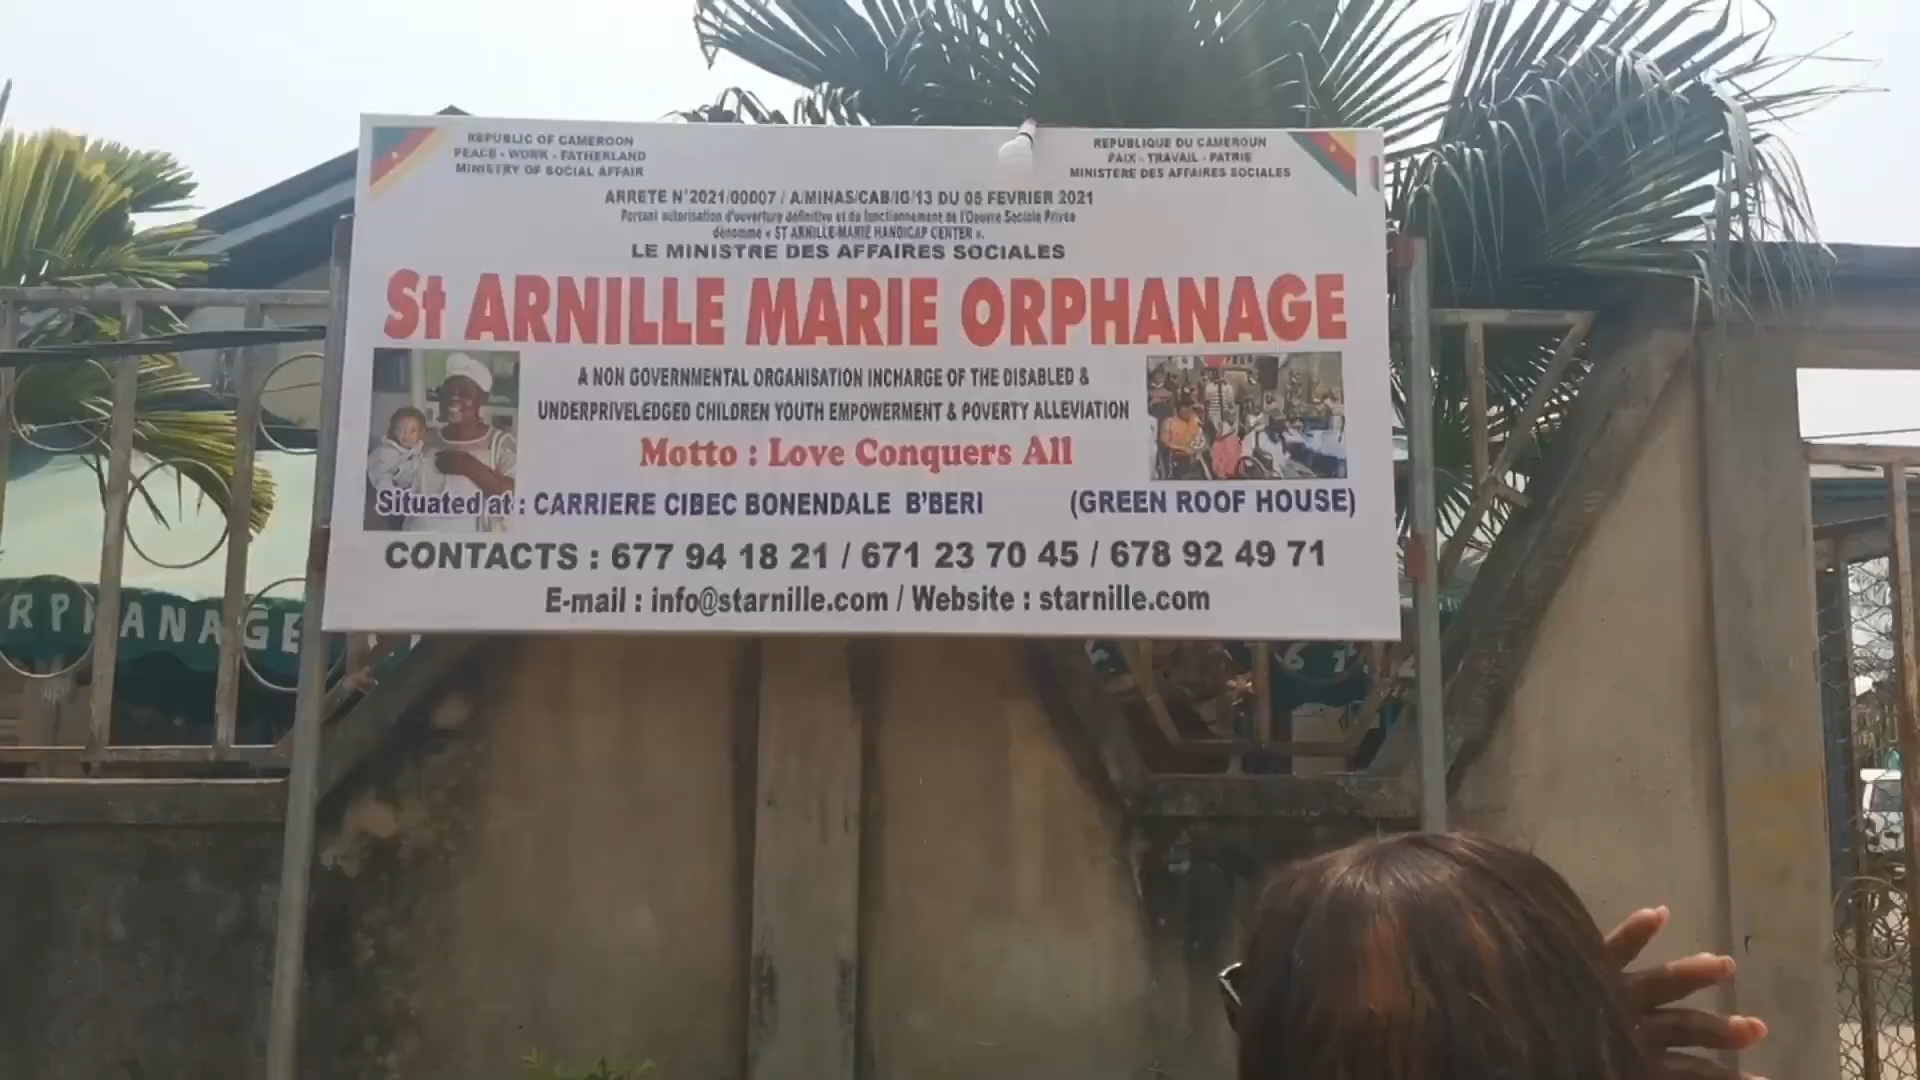 REPUBLIC OF CAMEROON
PEACE - WORK - FATHERLAND
MINISTRY OF SOCIAL AFFAIR
REPUBLIQUE DU CAMEROUN
PAIX - TRAVAIL - PATRIE
MINISTERE DES AFFAIRES SOCIALES
ARRETE N°2021/00007 / A/MINAS/CAB/IG/13 DU 05 FEVRIER 2021
Portant autorisation d'ouverture définitive et du fonctionnement de l'Oeuvre Sociale Privée
dénommé « ST ARNILLE-MARIE HANDICAP CENTER ».
LE MINISTRE DES AFFAIRES SOCIALES
St ARNILLE MARIE ORPHANAGE
A NON GOVERNMENTAL ORGANISATION INCHARGE OF THE DISABLED &
UNDERPRIVELEDGED CHILDREN YOUTH EMPOWERMENT & POVERTY ALLEVIATION
Motto : Love Conquers All
Situated at : CARRIERE CIBEC BONENDALE B'BERI (GREEN ROOF HOUSE)
CONTACTS : 677 94 18 21 / 671 23 70 45 / 678 92 49 71
E-mail : info@starnille.com / Website : starnille.com
RPHANAGE